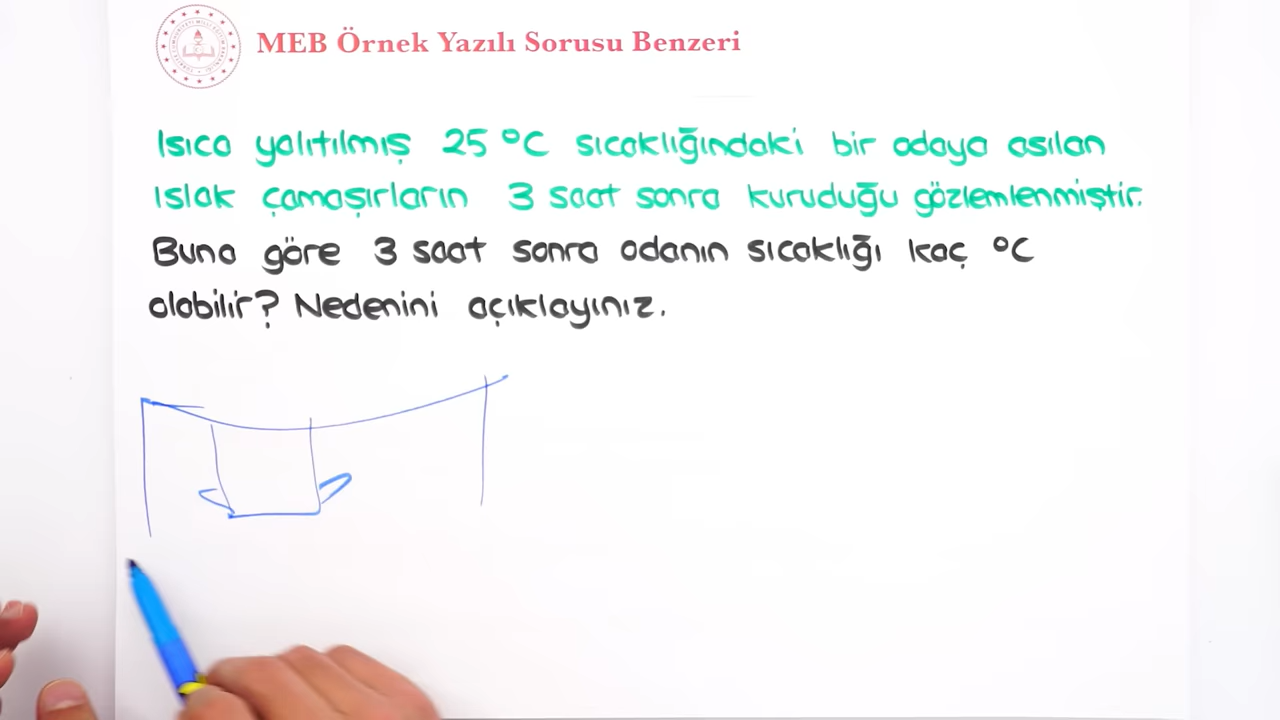 MEB Örnek Yazılı Sorusu Benzeri
Isıca yalıtılmış 25 °C sıcaklığındaki bir odaya asılan
ıslak çamaşırların 3 saat sonra kuruduğu gözlemlenmiştir.
Buna göre 3 saat sonra odanın sıcaklığı kaç °C
olabilir? Nedenini açıklayınız.